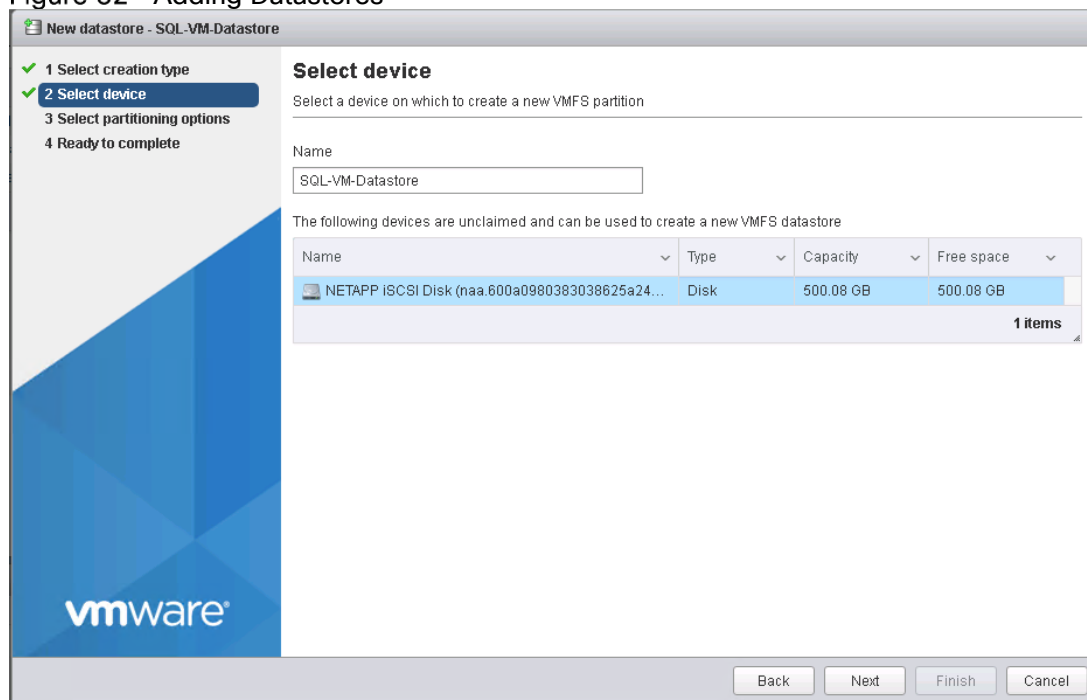 Figure 32 Adding Datastores
New datastore - SQL-VM-Datastore
1 Select creation type
2 Select device
3 Select partitioning options
4 Ready to complete
Select device
Select a device on which to create a new VMFS partition
Name
SQL-VM-Datastore
The following devices are unclaimed and can be used to create a new VMFS datastore
Name Type Capacity Free space
NETAPP iSCSI Disk (naa.600a0980383038625a24... Disk 500.08 GB 500.08 GB
1 items
vmware®
Back Next Finish Cancel